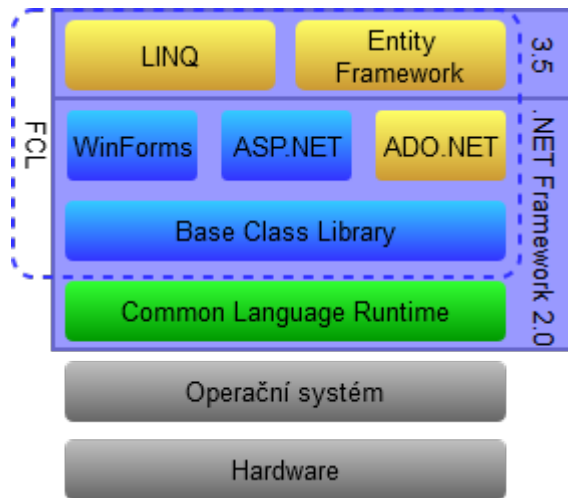 LINQ
Entity
Framework
3.5
FCL
WinForms
ASP.NET
ADO.NET
Base Class Library
.NET Framework 2.0
Common Language Runtime
Operační systém
Hardware